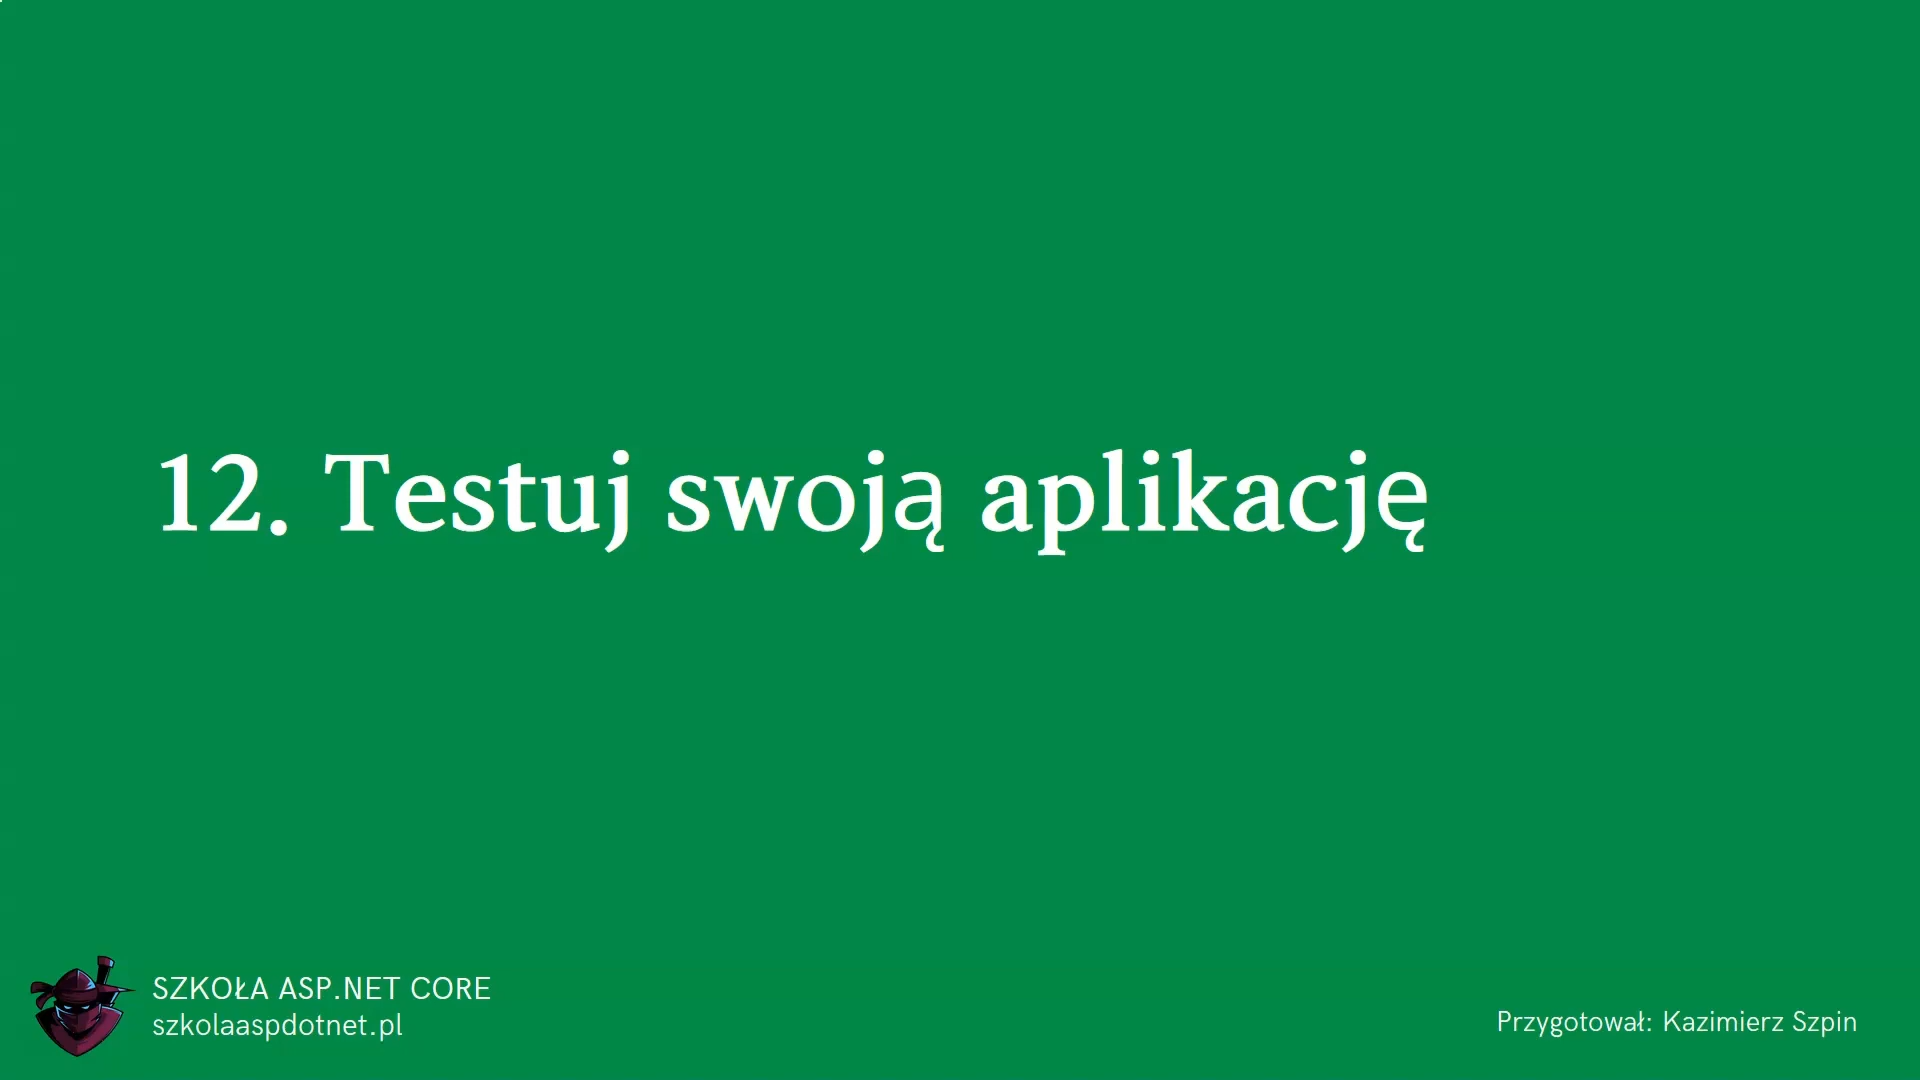 12. Testuj swoją aplikację
SZKOŁA ASP.NET CORE
szkolaaspdotnet.pl
Przygotował: Kazimierz Szpin